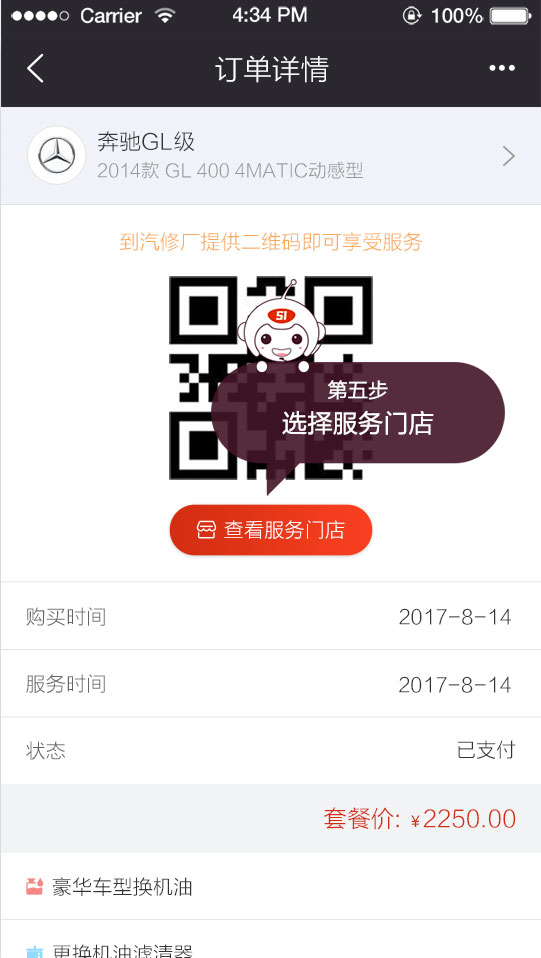 Carrier 4:34 PM 100%
订单详情
奔驰GL级
2014款 GL 400 4MATIC动感型
到汽修厂提供二维码即可享受服务
51
第五步
选择服务门店
查看服务门店
购买时间 2017-8-14
服务时间 2017-8-14
状态 已支付
套餐价: ¥2250.00
豪华车型换机油
更换机油滤清器